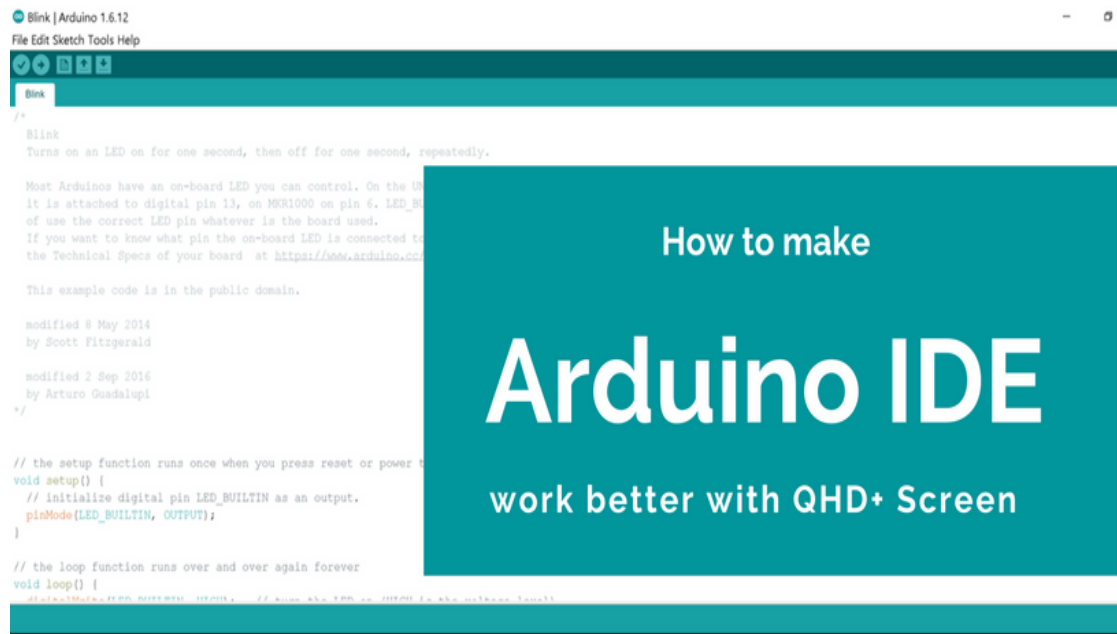 Blink | Arduino 1.6.12
File Edit Sketch Tools Help
Blink
/*
Blink
Turns on an LED on for one second, then off for one second, repeatedly.
Most Arduinos have an on-board LED you can control. On the
it is attached to digital pin 13, on MKR1000 on pin 6.
of use the correct LED pin whatever is the board used.
If you want to know what pin the on-board LED is connected to
the Technical Specs of your board at https://www.arduino.cc/
This example code is in the public domain.
modified 8 May 2014
by Scott Fitzgerald
modified 2 Sep 2016
by Arturo Guadalupi
*/
How to make
Arduino IDE
work better with QHD+ Screen
// the setup function runs once when you press reset or power
void setup() {
// initialize digital pin LED_BUILTIN as an output.
pinMode(LED_BUILTIN, OUTPUT);
}
// the loop function runs over and over again forever
void loop() {